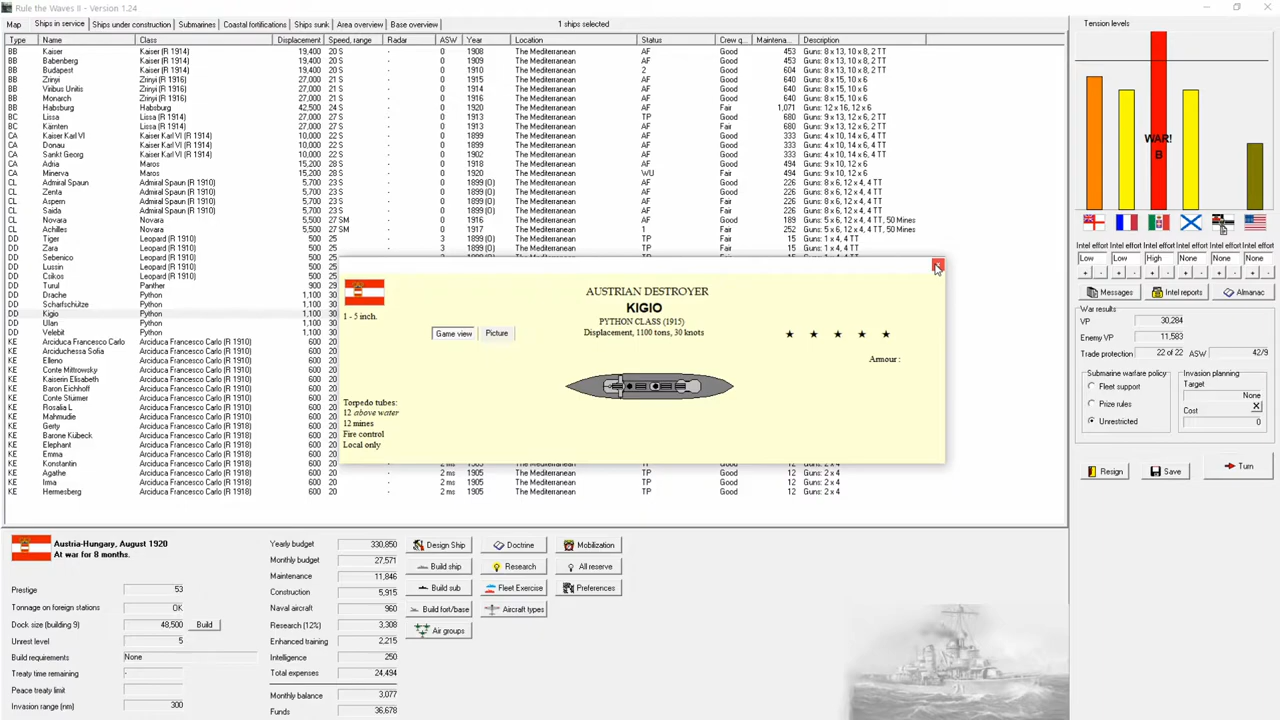 Rule the Waves II - Version 1.24
Map Ships in service Ships under construction Submarines Coastal fortifications Ships sunk Area overview Base overview 1 ships selected
Type Name Class Displacement Speed, range Radar ASW Year Location Status Crew q... Maintena... Description
BB Kaiser Kaiser (R 1914) 19,400 20 S - 0 1908 The Mediterranean AF Good 453 Guns: 8 x 13, 10 x 8, 2 TT
BB Babenberg Kaiser (R 1914) 19,400 20 S - 0 1909 The Mediterranean AF Good 453 Guns: 8 x 13, 10 x 8, 2 TT
BB Budapest Kaiser (R 1914) 19,400 20 S - 0 1910 The Mediterranean 2 Good 604 Guns: 8 x 13, 10 x 8, 2 TT
BB Zrinyi Zrinyi (R 1916) 27,000 21 S - 0 1915 The Mediterranean AF Good 640 Guns: 8 x 15, 10 x 6
BB Viribus Unitis Zrinyi (R 1916) 27,000 21 S - 0 1914 The Mediterranean AF Good 640 Guns: 8 x 15, 10 x 6
BB Monarch Zrinyi (R 1916) 27,000 21 S - 0 1916 The Mediterranean AF Good 640 Guns: 8 x 15, 10 x 6
BB Habsburg Habsburg 42,500 24 S - 0 1920 The Mediterranean AF Fair 1,071 Guns: 12 x 16, 12 x 6
BC Lissa Lissa (R 1914) 27,000 26 S - 0 1913 The Mediterranean TP Good 680 Guns: 9 x 13, 12 x 6, 4 TT
BC Kärnten Lissa (R 1914) 27,000 26 S - 0 1913 The Mediterranean TP Fair 680 Guns: 9 x 13, 12 x 6, 4 TT
CA Kaiser Karl VI Kaiser Karl VI (R 1914) 10,000 22 S - 0 1899 The Mediterranean AF Fair 333 Guns: 4 x 10, 14 x 5, 4 TT
CA Donau Kaiser Karl VI (R 1914) 10,000 22 S - 0 1899 The Mediterranean AF Good 333 Guns: 4 x 10, 14 x 5, 4 TT
CA Sankt Georg Kaiser Karl VI (R 1914) 10,000 22 S - 0 1902 The Mediterranean AF Good 333 Guns: 4 x 10, 14 x 5, 4 TT
CA Adria Maros 15,200 28 S - 0 1918 The Mediterranean AF Good 494 Guns: 9 x 10, 12 x 6
CA Minerva Maros 15,200 28 S - 0 1920 The Mediterranean WU Fair 494 Guns: 9 x 10, 12 x 6
CL Admiral Spaun Admiral Spaun (R 1910) 5,700 23 S - 0 1899 (O) The Mediterranean AF Good 226 Guns: 8 x 6, 12 x 4, 4 TT
CL Zenta Admiral Spaun (R 1910) 5,700 23 S - 0 1899 (O) The Mediterranean AF Good 226 Guns: 8 x 6, 12 x 4, 4 TT
CL Aspern Admiral Spaun (R 1910) 5,700 23 S - 0 1899 (O) The Mediterranean AF Good 226 Guns: 8 x 6, 12 x 4, 4 TT
CL Saida Admiral Spaun (R 1910) 5,700 23 S - 0 1899 (O) The Mediterranean AF Good 226 Guns: 8 x 6, 12 x 4, 4 TT
CL Novara Novara 5,500 27 SM - 0 1916 The Mediterranean AF Good 189 Guns: 5 x 6, 12 x 4, 2 TT, 50 Mines
CL Achilles Novara 5,500 27 SM - 0 1917 The Mediterranean 1 Fair 252 Guns: 5 x 6, 12 x 4, 2 TT, 50 Mines
DD Tiger Leopard (R 1910) 500 25 - 3 1899 (O) The Mediterranean TP Good 15 Guns: 1 x 4, 4 TT
DD Zara Leopard (R 1910) 500 25 - 3 1899 (O) The Mediterranean TP Good 15 Guns: 1 x 4, 4 TT
DD Sebenico Leopard (R 1910) 500 25
DD Lussin Leopard (R 1910) 500 25
DD Csikos Leopard (R 1910) 500 25
DD Turul Panther 900 29
DD Drache Python 1,100 30
DD Scharfschütze Python 1,100 30
DD Kigio Python 1,100 30
DD Ulan Python 1,100 30
DD Velebit Python 1,100 30
KE Arciduca Francesco Carlo Arciduca Francesco Carlo (R 1910) 600 20
KE Arciduchessa Sofia Arciduca Francesco Carlo (R 1910) 600 20
KE Elleno Arciduca Francesco Carlo (R 1910) 600 20
KE Conte Mittrowsky Arciduca Francesco Carlo (R 1910) 600 20
KE Kaiserin Elisabeth Arciduca Francesco Carlo (R 1910) 600 20
KE Baron Eichhoff Arciduca Francesco Carlo (R 1910) 600 20
KE Conte Stürmer Arciduca Francesco Carlo (R 1910) 600 20
KE Rosalia L Arciduca Francesco Carlo (R 1910) 600 20
KE Mahmudie Arciduca Francesco Carlo (R 1910) 600 20
KE Gerty Arciduca Francesco Carlo (R 1918) 600 20
KE Barone Kübeck Arciduca Francesco Carlo (R 1918) 600 20
KE Elephant Arciduca Francesco Carlo (R 1918) 600 20
KE Emma Arciduca Francesco Carlo (R 1918) 600 20
KE Konstantin Arciduca Francesco Carlo (R 1918) 600 20
KE Agathe Arciduca Francesco Carlo (R 1918) 600 20 - 2 ms 1905 The Mediterranean TP Good 12 Guns: 2 x 4
KE Irma Arciduca Francesco Carlo (R 1918) 600 20 - 2 ms 1905 The Mediterranean TP Good 12 Guns: 2 x 4
KE Hermesberg Arciduca Francesco Carlo (R 1918) 600 20 - 2 ms 1905 The Mediterranean TP Good 12 Guns: 2 x 4
AUSTRIAN DESTROYER
KIGIO
PYTHON CLASS (1915)
Displacement, 1100 tons, 30 knots
1 - 5 inch.
Game view Picture
★ ★ ★ ★ ★
Armour :
Torpedo tubes:
12 above water
12 mines
Fire control
Local only
Tension levels
WAR!
B
Intel effort Intel effort Intel effort Intel effort Intel effort Intel effort
Low Low High None None None
+ - + - + - + - + - + -
Messages Intel reports Almanac
War results
VP 30,284
Enemy VP 11,583
Trade protection 22 of 22 ASW 42/9
Submarine warfare policy
Fleet support
Prize rules
Unrestricted
Invasion planning
Target
None
Cost X
0
Resign Save Turn
Austria-Hungary, August 1920
At war for 8 months.
Prestige 53
Tonnage on foreign stations OK
Dock size (building 9) 48,500 Build
Unrest level 5
Build requirements None
Treaty time remaining -
Peace treaty limit
Invasion range (nm) 300
Yearly budget 330,850
Monthly budget 27,571
Maintenance 11,846
Construction 5,915
Naval aircraft 960
Research (12%) 3,308
Enhanced training 2,215
Intelligence 250
Total expenses 24,494
Monthly balance 3,077
Funds 36,678
Design Ship Doctrine Mobilization
Build ship Research All reserve
Build sub Fleet Exercise Preferences
Build fort/base Aircraft types
Air groups
71